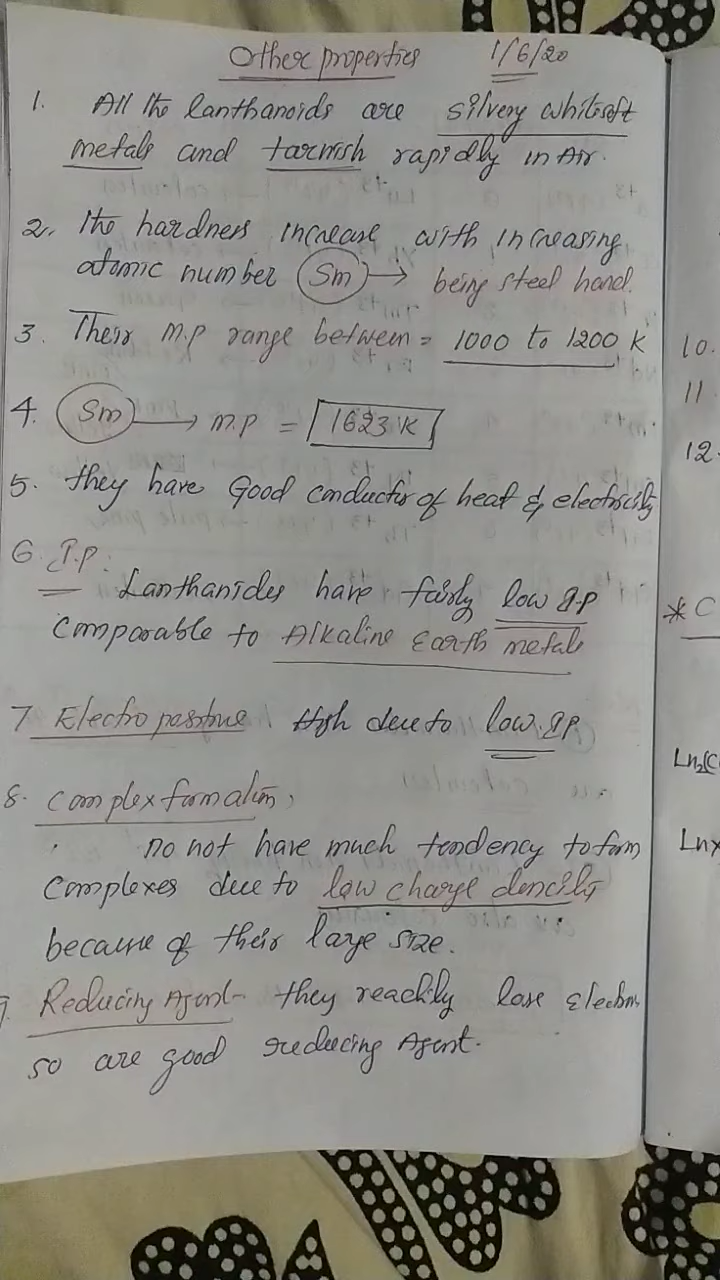 Other properties 1/6/20
1. All the lanthanoids are silvery white soft
metals and tarnish rapidly in Air.
2. The hardness increase with increasing
atomic number Sm → being steel hard.
3. Their m.p range between = 1000 to 1200 K
4. Sm → m.p = 1623 K
5. they have Good conductor of heat & electricity
6. I.P:
Lanthanides have fairly low I.P
Comparable to Alkaline Earth metals
7 Electro positive: High due to low I.P
8. Complex formation,
Do not have much tendency to form
Complexes due to low charge density
because of their large size.
9. Reducing Agent- they readily lose electron
so are good reducing Agent.
10.
11
12.
* C
Ln₂(C
Lnx